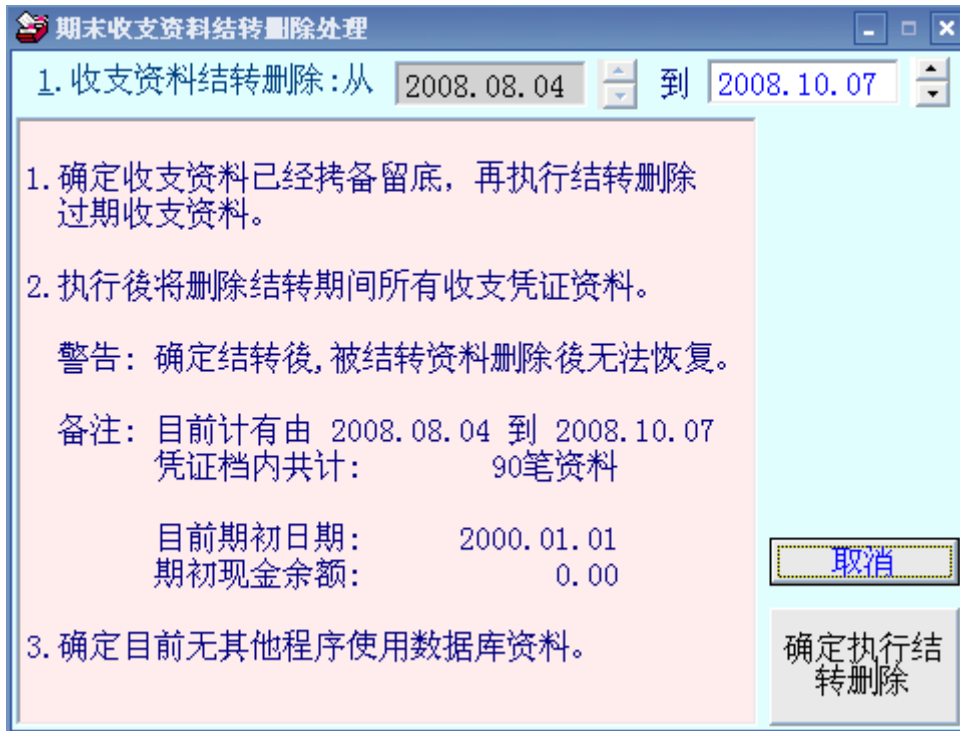 期末收支资料结转删除处理
1.收支资料结转删除:从 2008.08.04 到 2008.10.07
1.确定收支资料已经拷备留底，再执行结转删除
过期收支资料。
2.执行後将删除结转期间所有收支凭证资料。
警告: 确定结转後,被结转资料删除後无法恢复。
备注: 目前计有由 2008.08.04 到 2008.10.07
凭证档内共计: 90笔资料
目前期初日期: 2000.01.01
期初现金余额: 0.00
3.确定目前无其他程序使用数据库资料。
取消
确定执行结
转删除